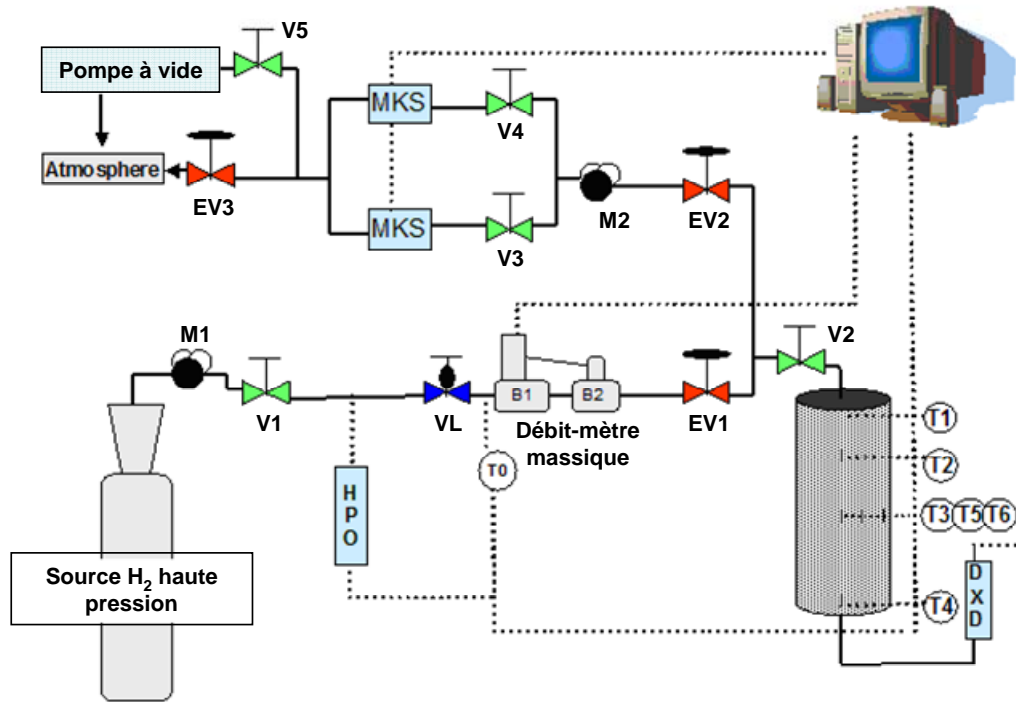 V5
Pompe à vide
MKS
V4
Atmosphere
EV3
M2
EV2
MKS
V3
M1
V2
V1
VL
B1
B2
EV1
Débit-mètre
massique
T1
T0
T2
H
P
O
T3 T5 T6
Source H2 haute
pression
D
X
D
T4